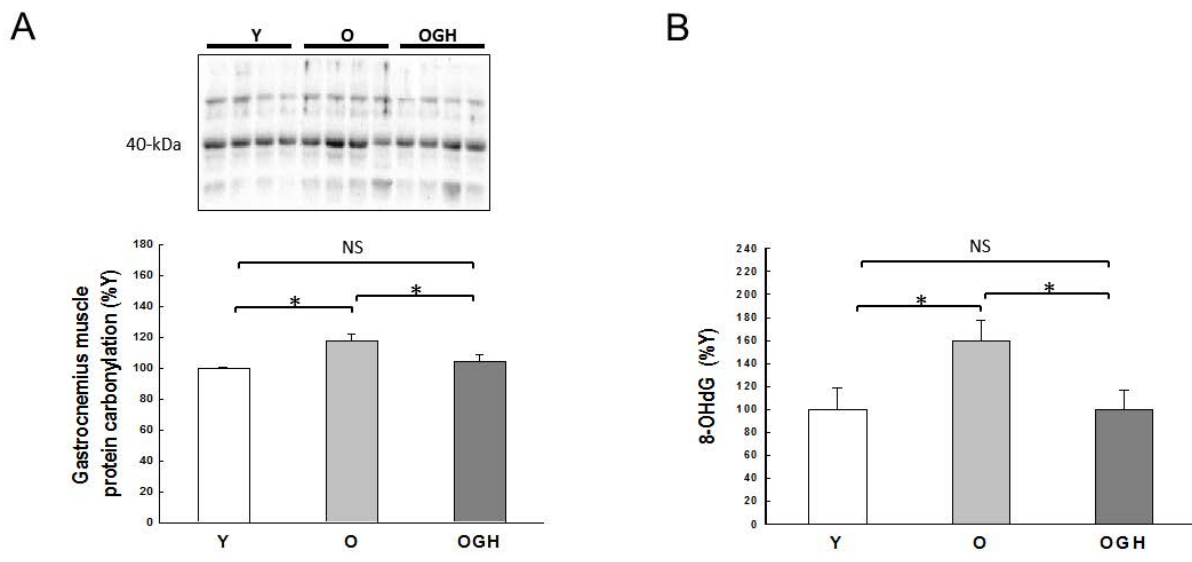 A
Y O OGH
40-kDa
Gastrocnemius muscle
protein carbonylation (%Y)
180
160
140
120
100
80
60
40
20
0
NS
* *
Y O OGH
B
8-OHdG (%Y)
240
220
200
180
160
140
120
100
80
60
40
20
0
NS
* *
Y O OGH